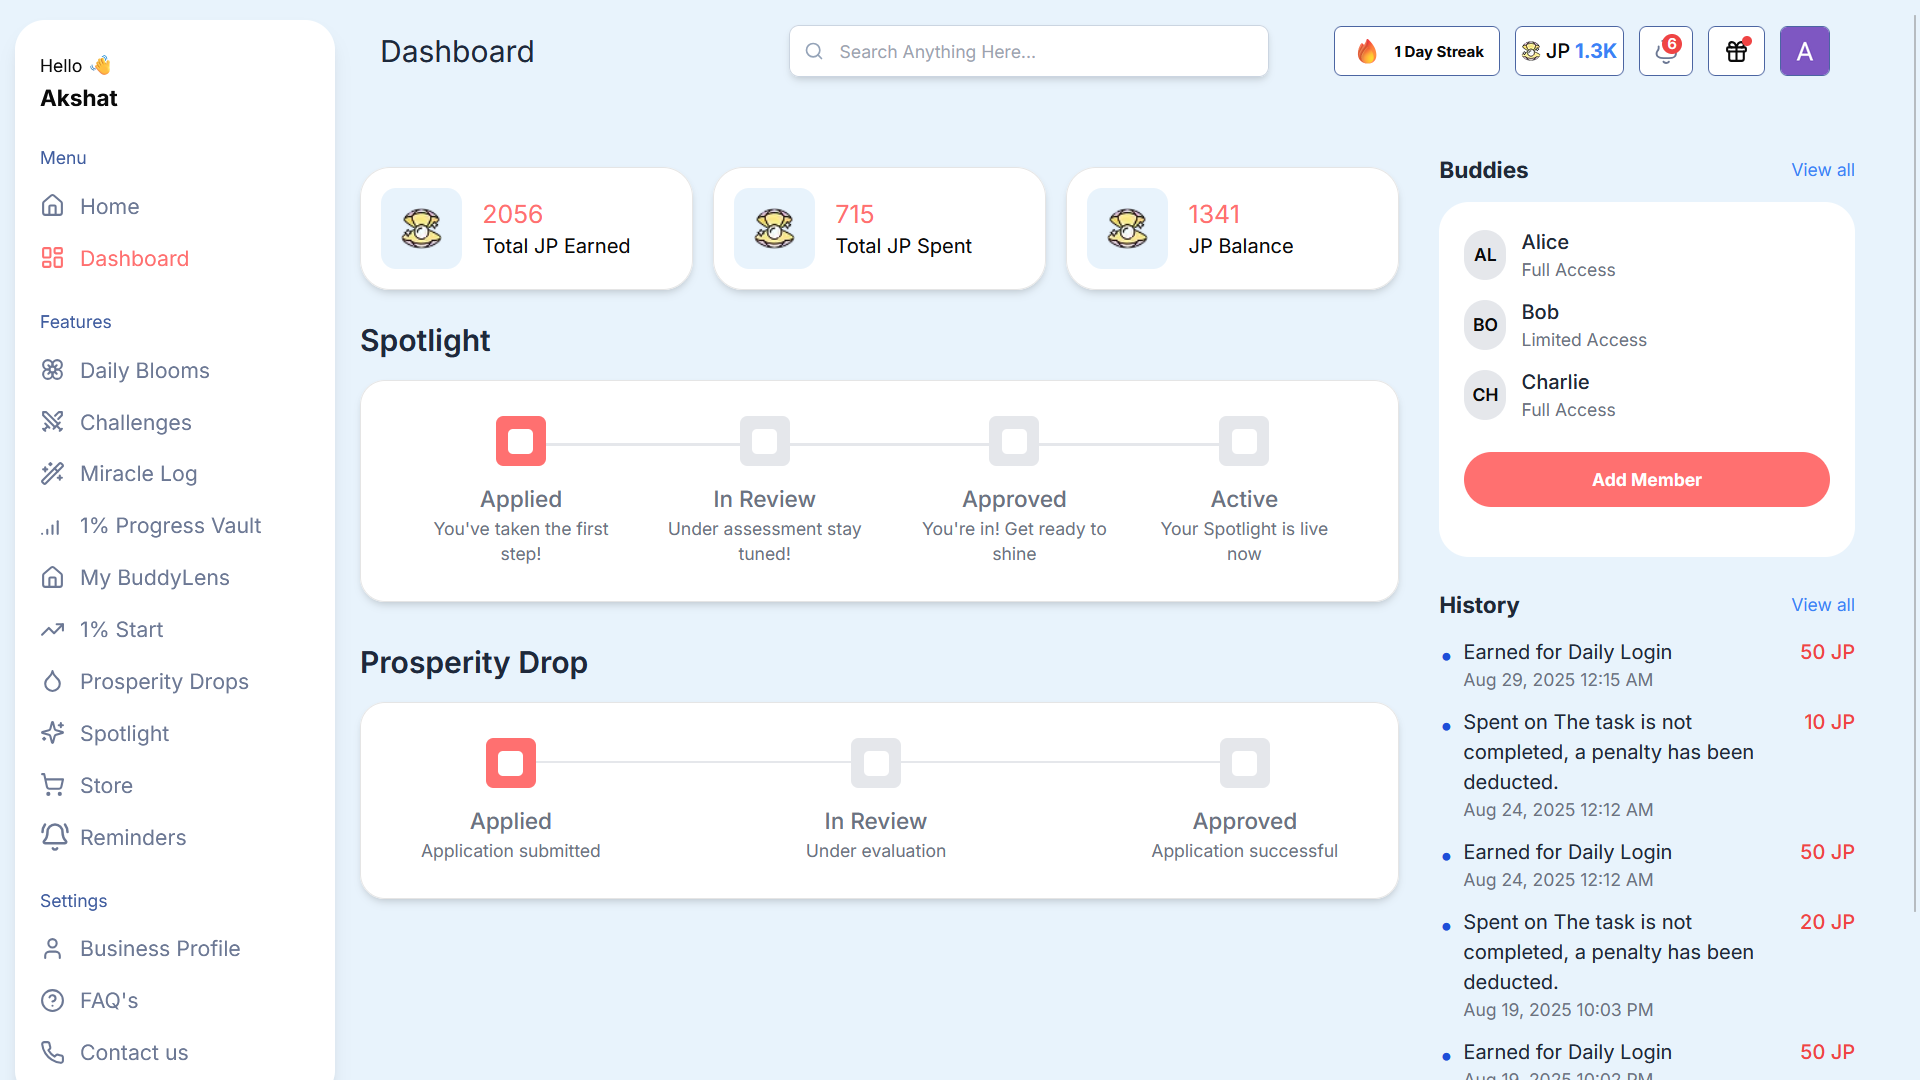 Hello 👋
Akshat
Menu
Home
Dashboard
Features
Daily Blooms
Challenges
Miracle Log
1% Progress Vault
My BuddyLens
1% Start
Prosperity Drops
Spotlight
Store
Reminders
Settings
Business Profile
FAQ's
Contact us
Dashboard
Search Anything Here...
1 Day Streak
JP 1.3K
6
A
2056
Total JP Earned
715
Total JP Spent
1341
JP Balance
Spotlight
Applied
You've taken the first
step!
In Review
Under assessment stay
tuned!
Approved
You're in! Get ready to
shine
Active
Your Spotlight is live
now
Prosperity Drop
Applied
Application submitted
In Review
Under evaluation
Approved
Application successful
Buddies
View all
AL
Alice
Full Access
BO
Bob
Limited Access
CH
Charlie
Full Access
Add Member
History
View all
Earned for Daily Login
50 JP
Aug 29, 2025 12:15 AM
Spent on The task is not
10 JP
completed, a penalty has been
deducted.
Aug 24, 2025 12:12 AM
Earned for Daily Login
50 JP
Aug 24, 2025 12:12 AM
Spent on The task is not
20 JP
completed, a penalty has been
deducted.
Aug 19, 2025 10:03 PM
Earned for Daily Login
50 JP
Aug 19, 2025 10:02 PM